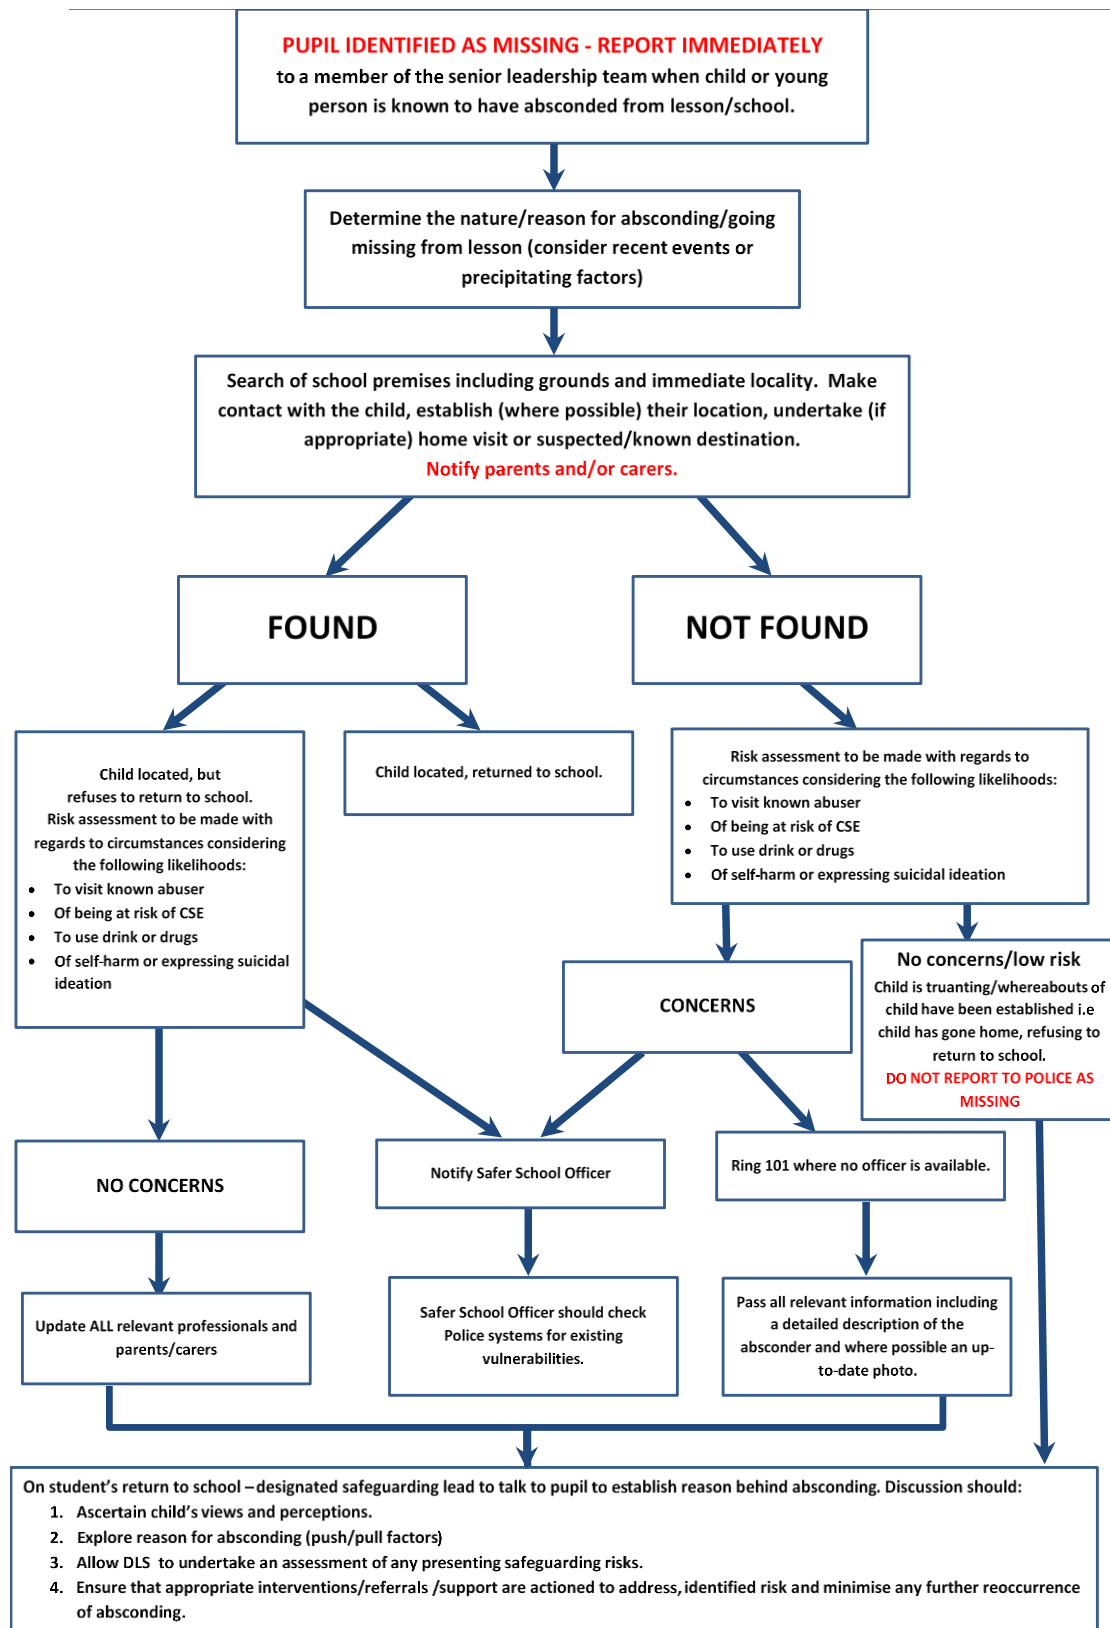 PUPIL IDENTIFIED AS MISSING - REPORT IMMEDIATELY
to a member of the senior leadership team when child or young
person is known to have absconded from lesson/school.
Determine the nature/reason for absconding/going
missing from lesson (consider recent events or
precipitating factors)
Search of school premises including grounds and immediate locality. Make
contact with the child, establish (where possible) their location, undertake (if
appropriate) home visit or suspected/known destination.
Notify parents and/or carers.
FOUND
NOT FOUND
Child located, but
refuses to return to school.
Risk assessment to be made with
regards to circumstances considering
the following likelihoods:
• To visit known abuser
• Of being at risk of CSE
• To use drink or drugs
• Of self-harm or expressing suicidal
ideation
Child located, returned to school.
Risk assessment to be made with regards to
circumstances considering the following likelihoods:
• To visit known abuser
• Of being at risk of CSE
• To use drink or drugs
• Of self-harm or expressing suicidal ideation
CONCERNS
No concerns/low risk
Child is truanting/whereabouts of
child have been established i.e
child has gone home, refusing to
return to school.
DO NOT REPORT TO POLICE AS
MISSING
NO CONCERNS
Notify Safer School Officer
Ring 101 where no officer is available.
Update ALL relevant professionals and
parents/carers
Safer School Officer should check
Police systems for existing
vulnerabilities.
Pass all relevant information including
a detailed description of the
absconder and where possible an up-
to-date photo.
On student's return to school – designated safeguarding lead to talk to pupil to establish reason behind absconding. Discussion should:
1. Ascertain child's views and perceptions.
2. Explore reason for absconding (push/pull factors)
3. Allow DLS to undertake an assessment of any presenting safeguarding risks.
4. Ensure that appropriate interventions/referrals /support are actioned to address, identified risk and minimise any further reoccurrence
of absconding.